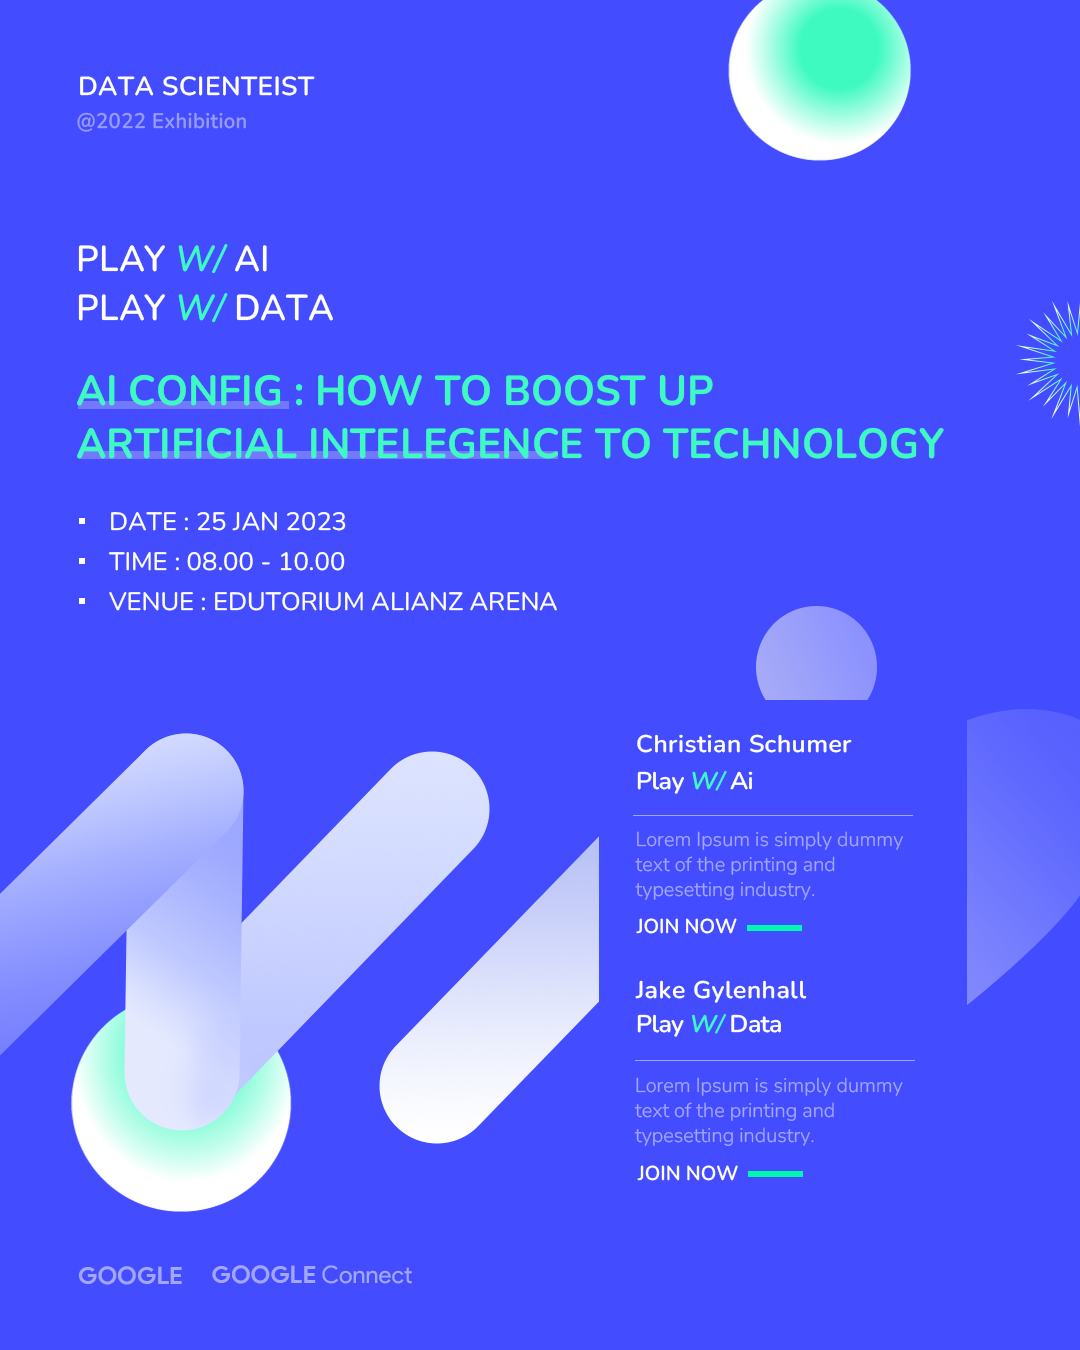 DATA SCIENTEIST
@2022 Exhibition
PLAY W/ AI
PLAY W/ DATA
AI CONFIG : HOW TO BOOST UP
ARTIFICIAL INTELEGENCE TO TECHNOLOGY
▪ DATE : 25 JAN 2023
▪ TIME : 08.00 - 10.00
▪ VENUE : EDUTORIUM ALIANZ ARENA
Christian Schumer
Play W/ Ai
Lorem Ipsum is simply dummy
text of the printing and
typesetting industry.
JOIN NOW
Jake Gylenhall
Play W/ Data
Lorem Ipsum is simply dummy
text of the printing and
typesetting industry.
JOIN NOW
GOOGLE GOOGLE Connect